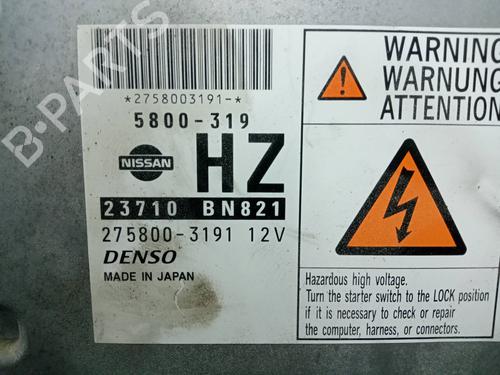 *2758003191-*
5800-319
NISSAN
HZ
23710 BN821
275800-3191 12V
DENSO
MADE IN JAPAN
WARNING
WARNUNG
ATTENTION
Hazardous high voltage.
Turn the starter switch to the LOCK position
if it is necessary to check or repair
the computer, harness, or connectors.
B-PARTS